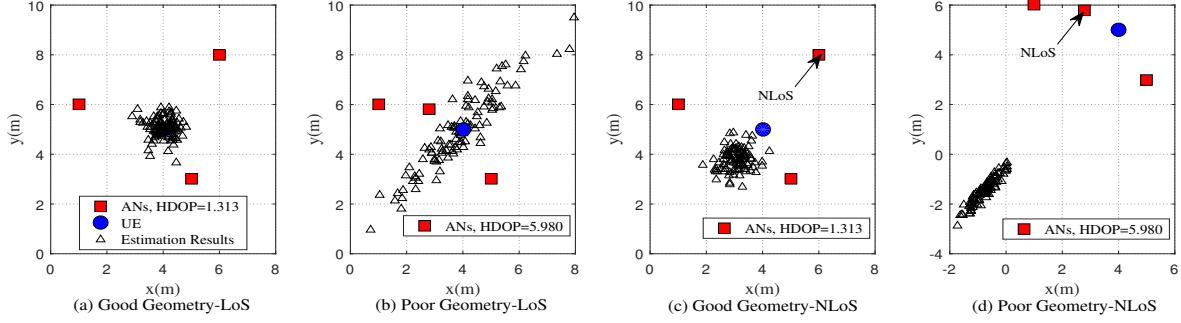 10
8
6
4
2
0
y(m)
0 2 4 6 8
x(m)
ANs, HDOP=1.313
UE
Estimation Results
(a) Good Geometry-LoS
10
8
6
4
2
0
y(m)
0 2 4 6 8
x(m)
ANs, HDOP=5.980
(b) Poor Geometry-LoS
10
8
6
4
2
0
y(m)
0 2 4 6 8
x(m)
NLoS
ANs, HDOP=1.313
(c) Good Geometry-NLoS
6
4
2
0
-2
-4
y(m)
-2 0 2 4 6
x(m)
NLoS
ANs, HDOP=5.980
(d) Poor Geometry-NLoS